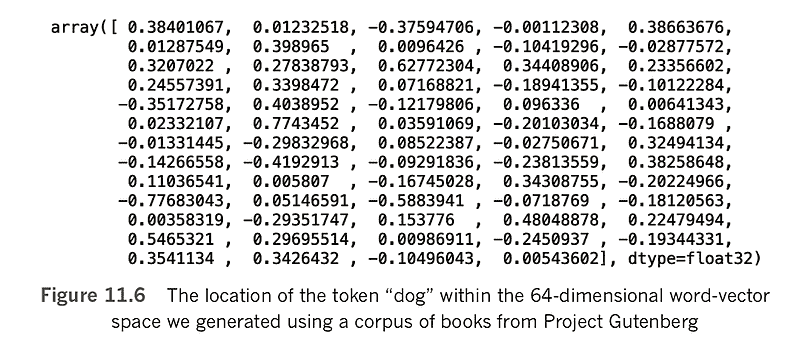 array([ 0.38401067, 0.01232518, -0.37594706, -0.00112308, 0.38663676,
0.01287549, 0.398965 , 0.0096426 , -0.10419296, -0.02877572,
0.3207022 , 0.27838793, 0.62772304, 0.34408906, 0.23356602,
0.24557391, 0.3398472 , 0.07168821, -0.18941355, -0.10122284,
-0.35172758, 0.4038952 , -0.12179806, 0.096336 , 0.00641343,
0.02332107, 0.7743452 , 0.03591069, -0.20103034, -0.1688079 ,
-0.01331445, -0.29832968, 0.08522387, -0.02750671, 0.32494134,
-0.14266558, -0.4192913 , -0.09291836, -0.23813559, 0.38258648,
0.11036541, 0.005807 , -0.16745028, 0.34308755, -0.20224966,
-0.77683043, 0.05146591, -0.5883941 , -0.0718769 , -0.18120563,
0.00358319, -0.29351747, 0.153776 , 0.48048878, 0.22479494,
0.5465321 , 0.29695514, 0.00986911, -0.2450937 , -0.19344331,
0.3541134 , 0.3426432 , -0.10496043, 0.00543602], dtype=float32)
Figure 11.6 The location of the token “dog” within the 64-dimensional word-vector
space we generated using a corpus of books from Project Gutenberg